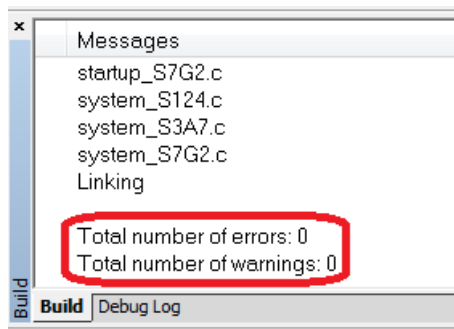 ×
Messages
startup_S7G2.c
system_S124.c
system_S3A7.c
system_S7G2.c
Linking
Total number of errors: 0
Total number of warnings: 0
Build
Build Debug Log